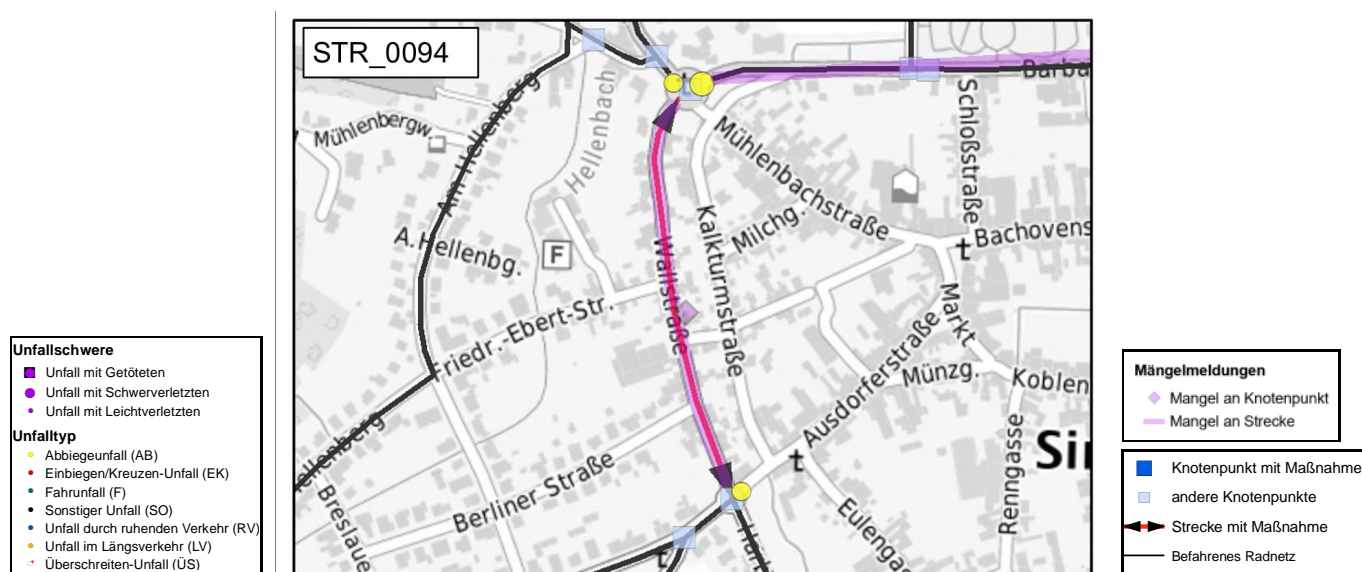 STR_0094
Barba
Mühlenbergw.
Am Hellenberg
Hellenbach
Mühlenbachstraße
Schloßstraße
A.Hellenbg.
F
Milchg.
Bachovens
Kalkturmstraße
Wallstraße
Markt
Friedr.-Ebert-Str.
Ausdorferstraße
Münzg.
Koblen
ellenberg
Berliner Straße
Breslaue
Renngasse
Sin
Eulengas
Unfallschwere
Unfall mit Getöteten
Unfall mit Schwerverletzten
Unfall mit Leichtverletzten
Unfalltyp
Abbiegeunfall (AB)
Einbiegen/Kreuzen-Unfall (EK)
Fahrunfall (F)
Sonstiger Unfall (SO)
Unfall durch ruhenden Verkehr (RV)
Unfall im Längsverkehr (LV)
Überschreiten-Unfall (ÜS)
Mängelmeldungen
Mangel an Knotenpunkt
Mangel an Strecke
Knotenpunkt mit Maßnahme
andere Knotenpunkte
Strecke mit Maßnahme
Befahrenes Radnetz